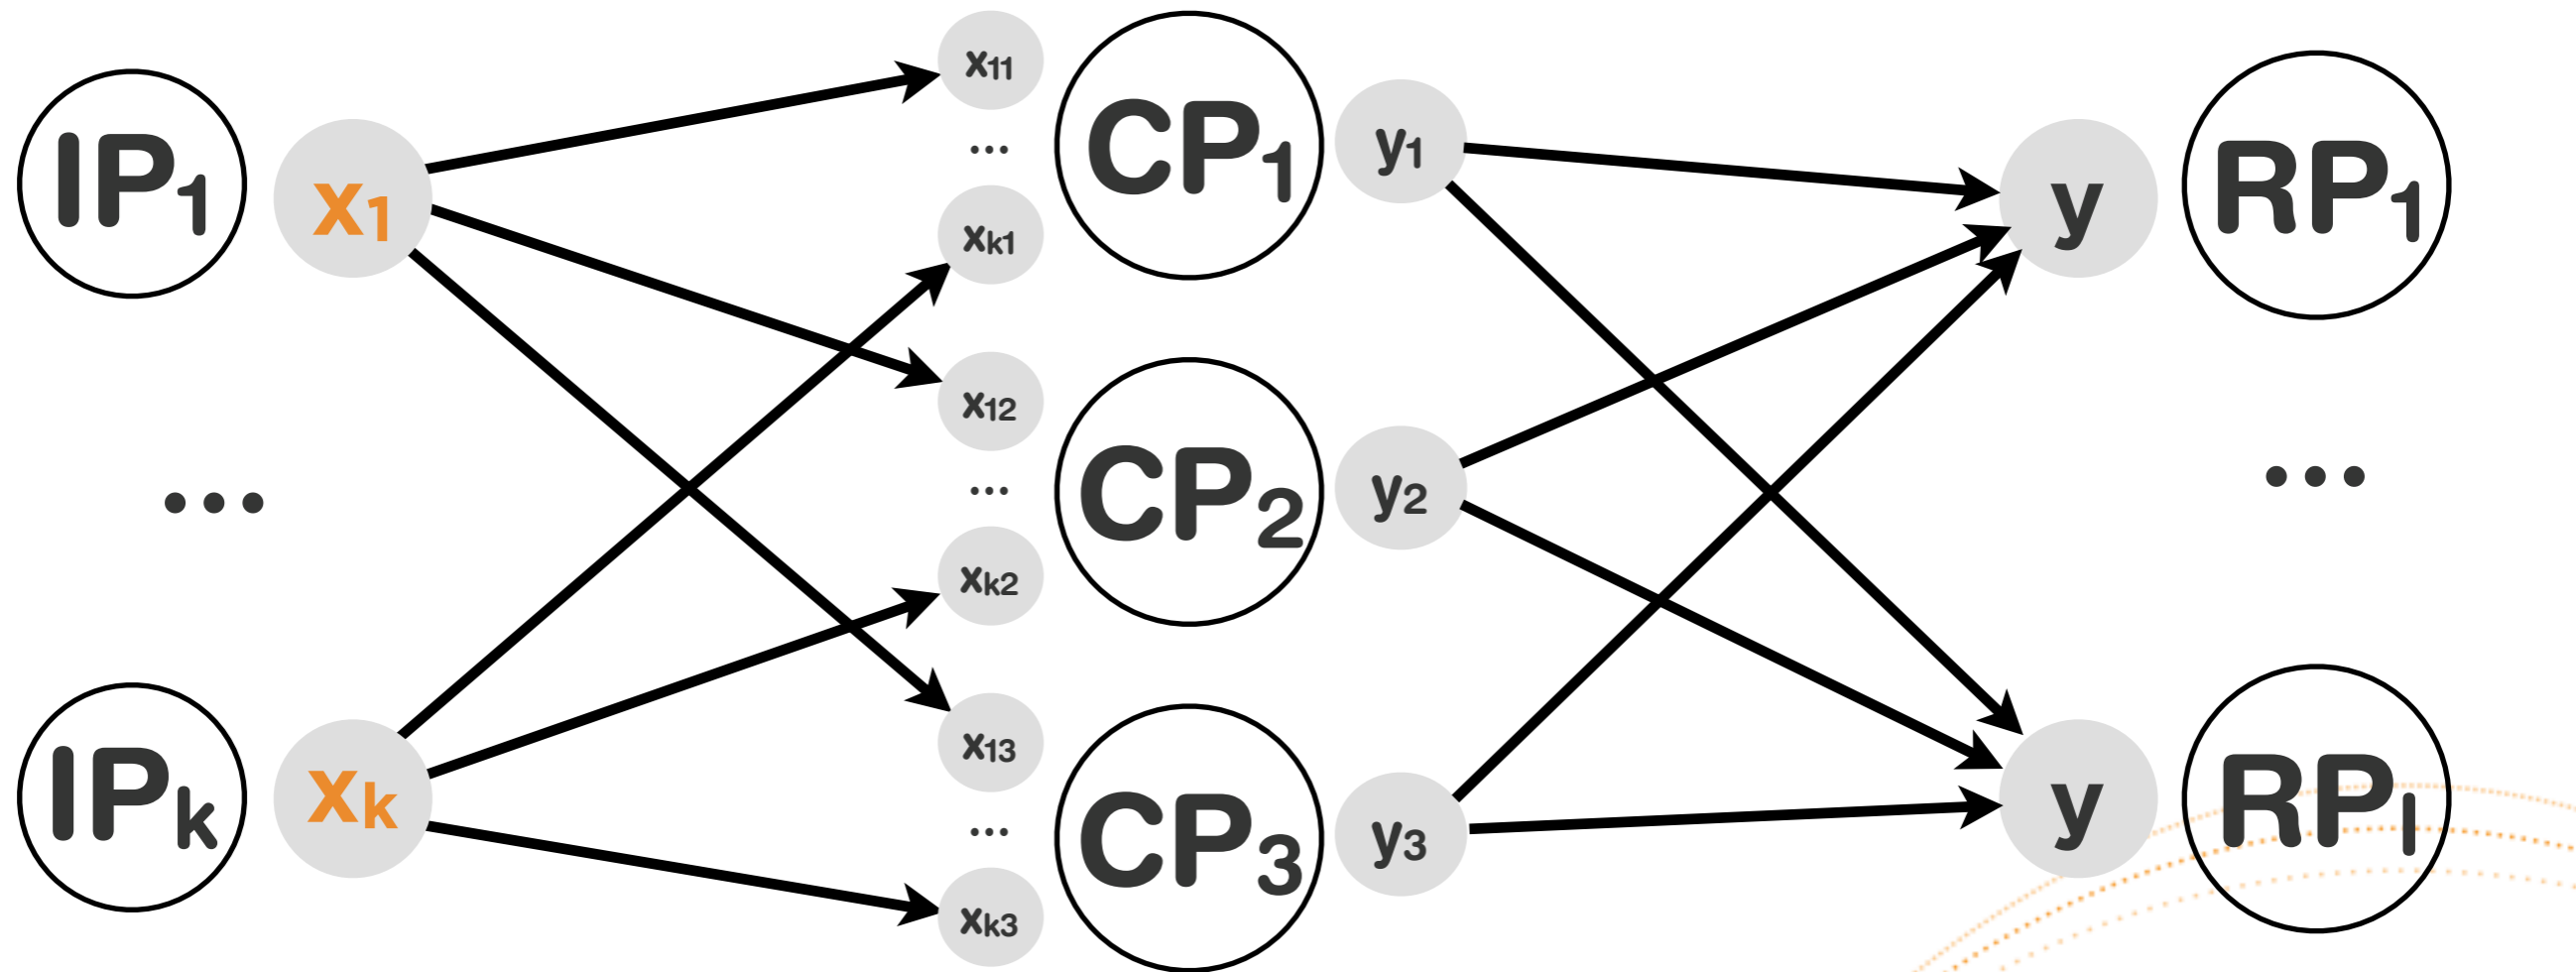 IP1
x1
x11
...
xk1
CP1
y1
y
RP1
...
x12
...
xk2
CP2
y2
...
IPk
xk
x13
...
xk3
CP3
y3
y
RPl